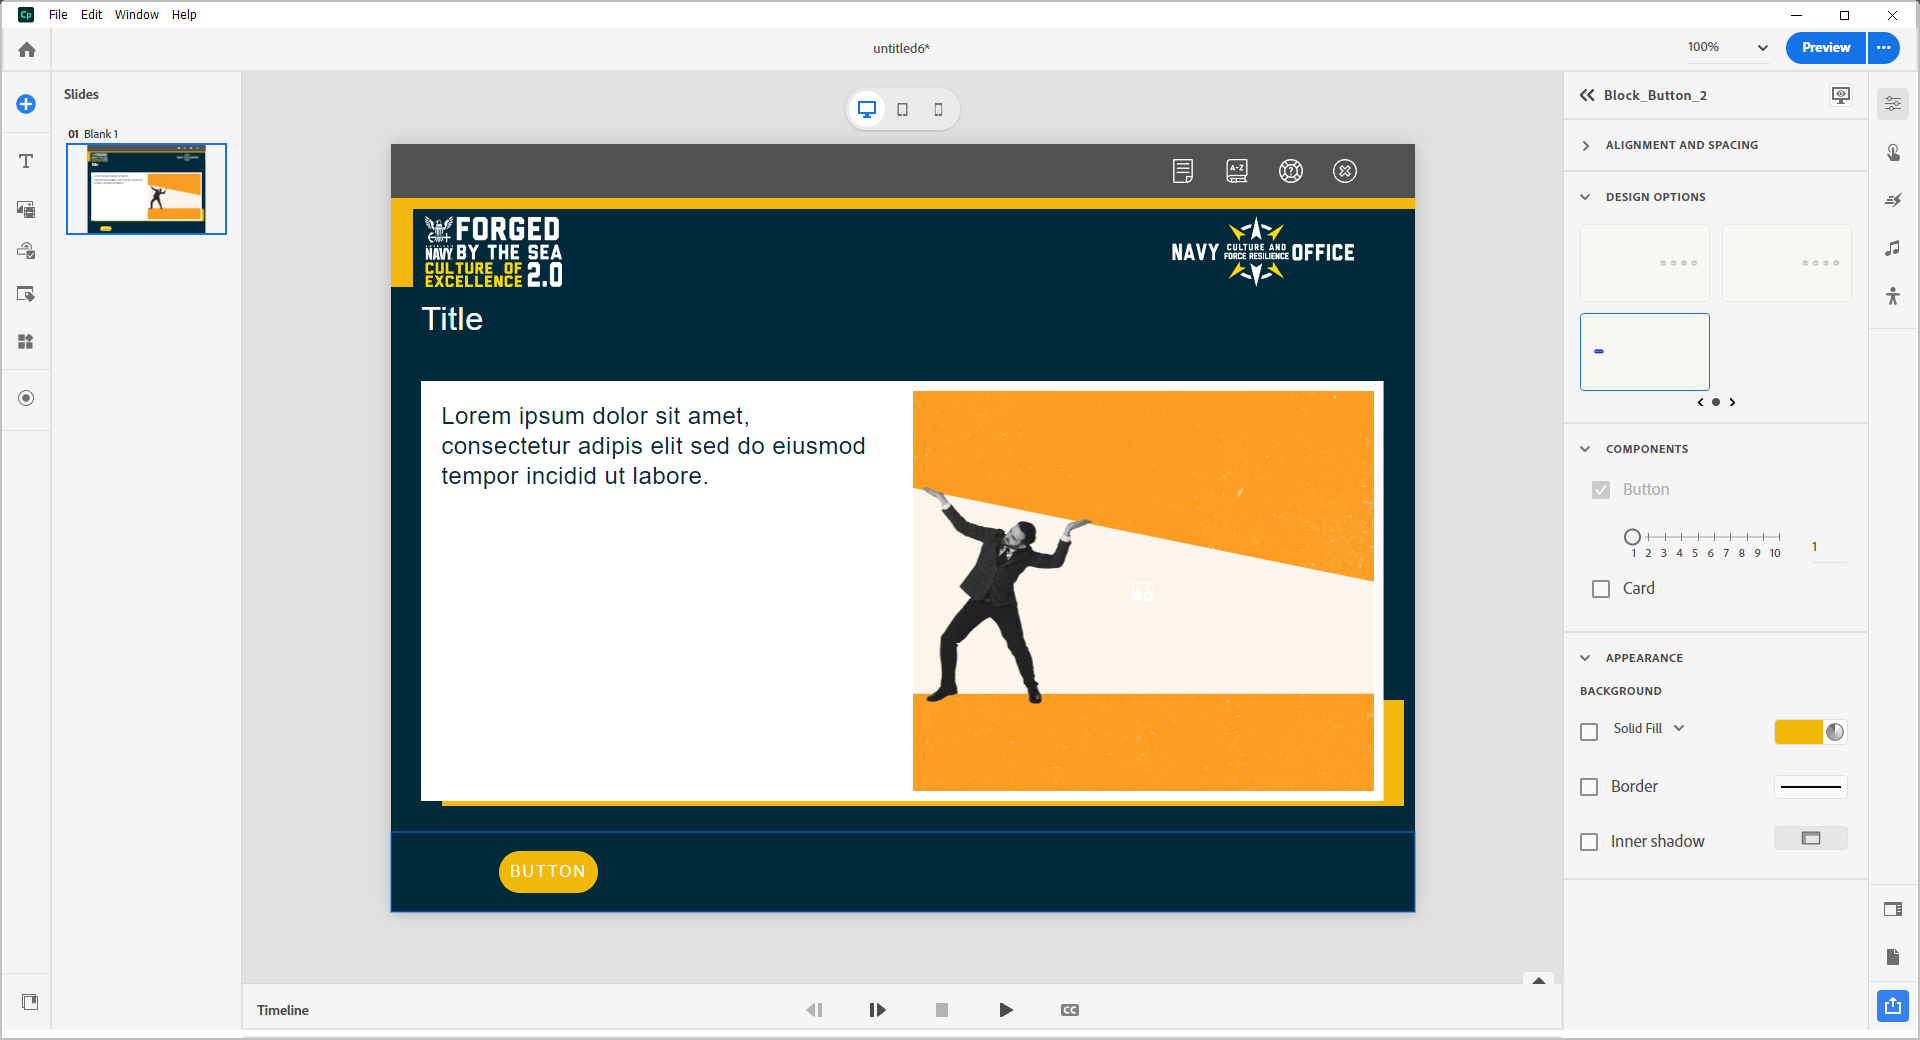 Cp File Edit Window Help
untitled6*
100%
Preview
Slides
01 Blank 1
Block_Button_2
ALIGNMENT AND SPACING
DESIGN OPTIONS
A-Z
?
FORGED
BY THE SEA
AMERICA'S
NAVY
CULTURE OF
EXCELLENCE 2.0
NAVY CULTURE AND FORCE RESILIENCE OFFICE
Title
Lorem ipsum dolor sit amet,
consectetur adipis elit sed do eiusmod
tempor incidid ut labore.
BUTTON
COMPONENTS
Button
1 2 3 4 5 6 7 8 9 10
1
Card
APPEARANCE
BACKGROUND
Solid Fill
Border
Inner shadow
Timeline
CC